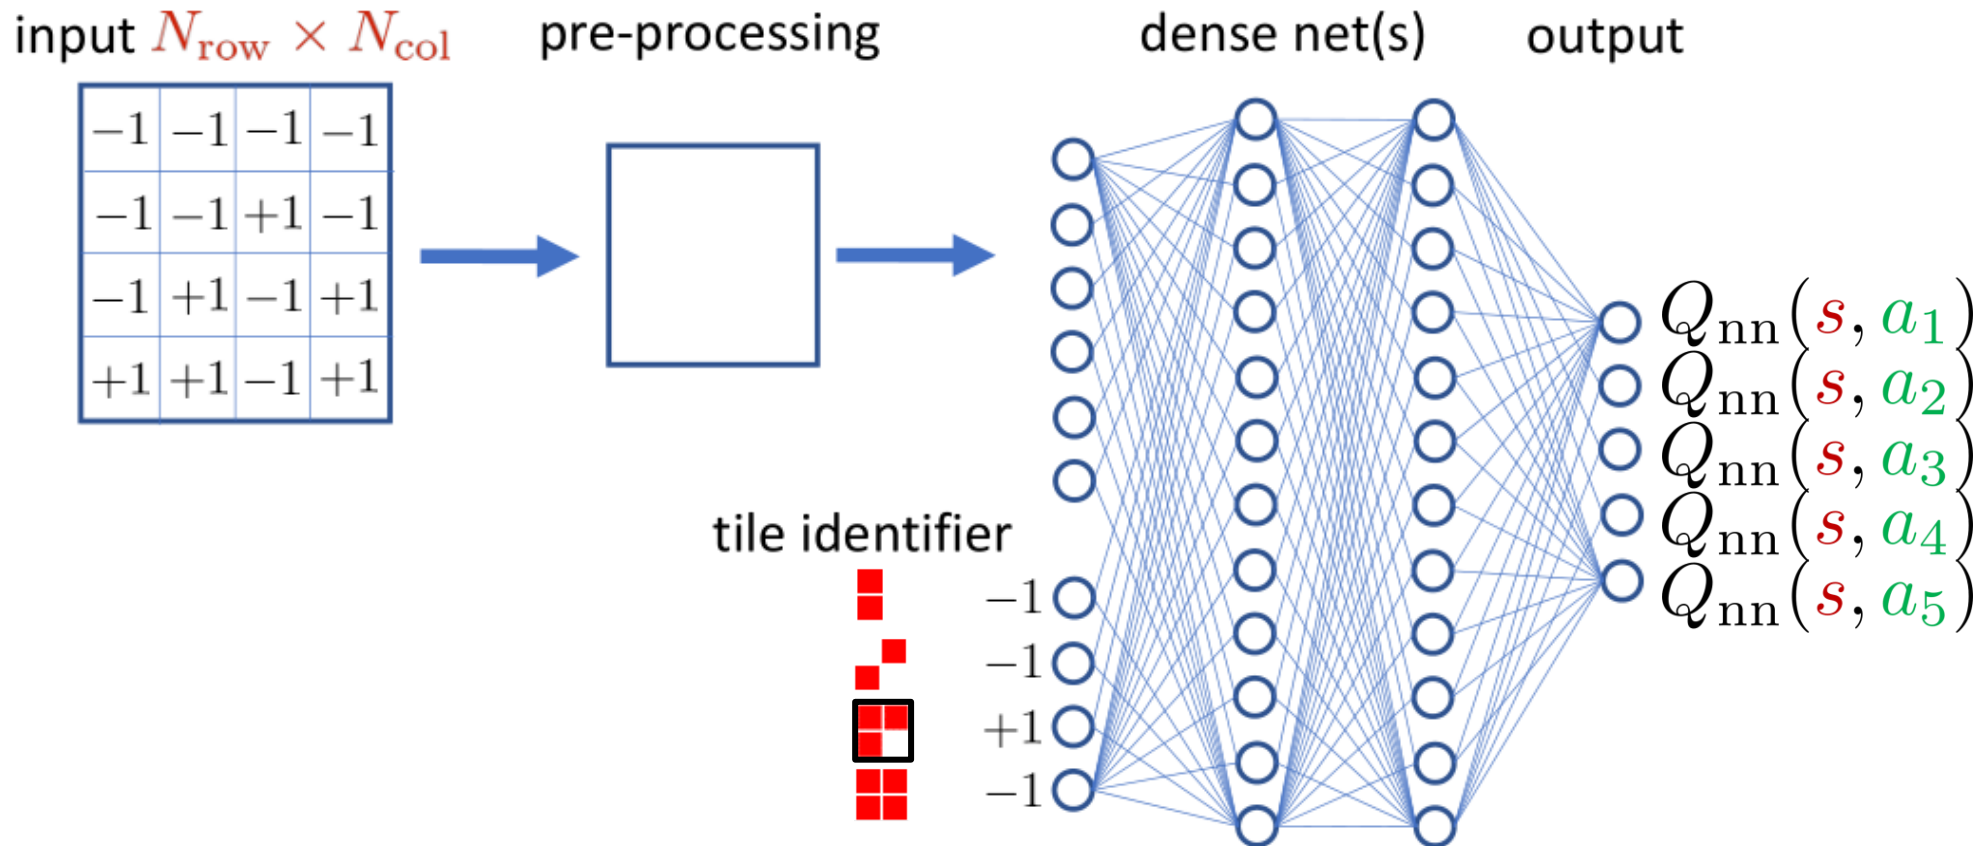 input N_row × N_col
pre-processing
dense net(s)
output
−1 −1 −1 −1
−1 −1 +1 −1
−1 +1 −1 +1
+1 +1 −1 +1
Q_nn(s, a_1)
Q_nn(s, a_2)
Q_nn(s, a_3)
Q_nn(s, a_4)
Q_nn(s, a_5)
tile identifier
−1
−1
+1
−1